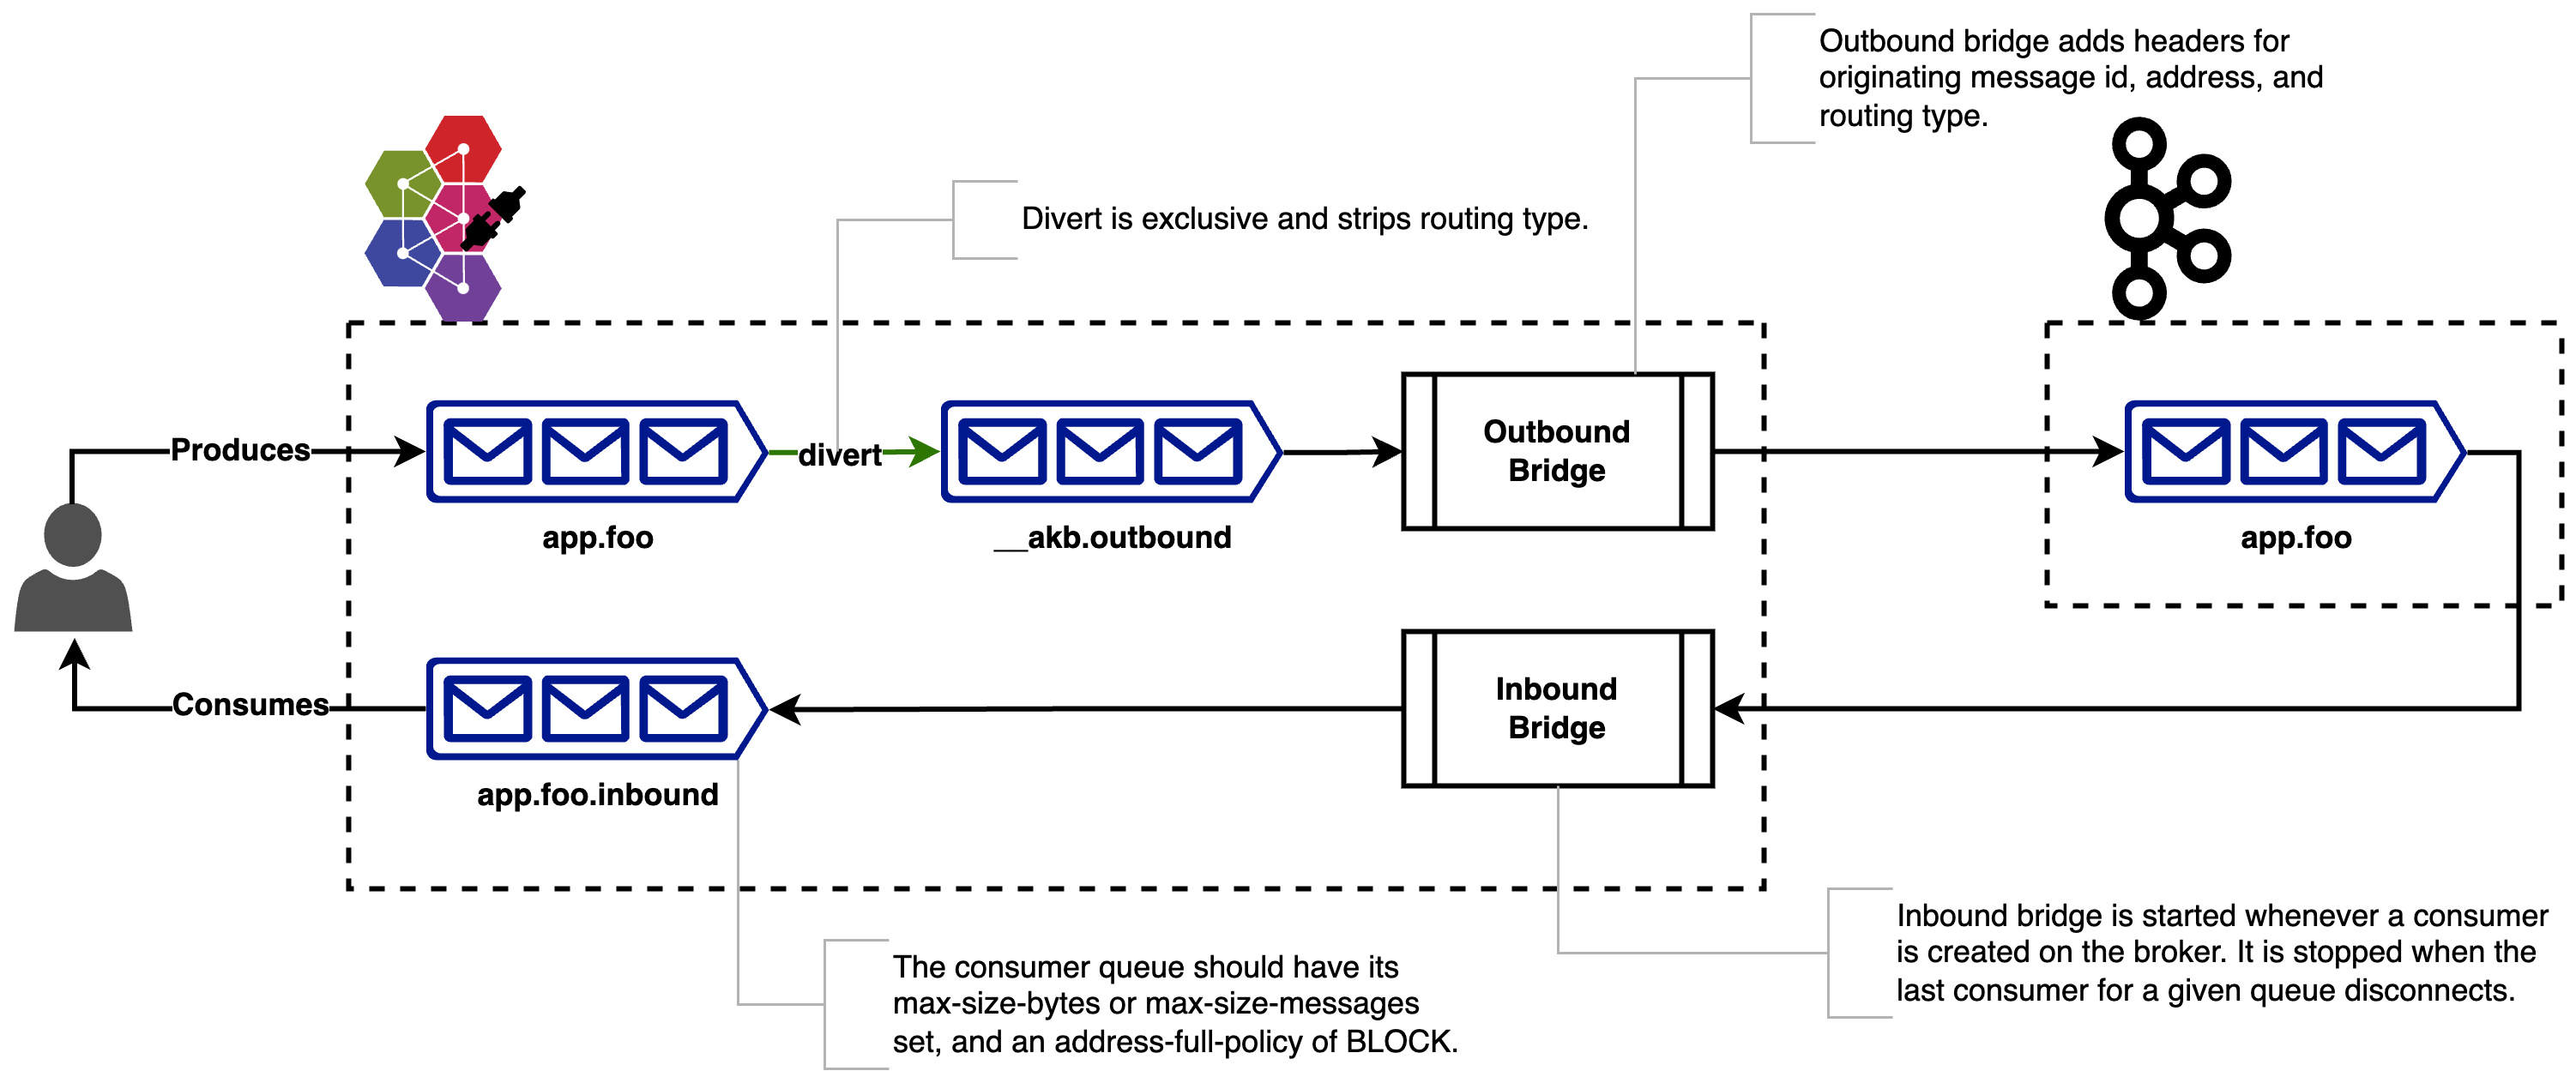 Outbound bridge adds headers for
originating message id, address, and
routing type.
Divert is exclusive and strips routing type.
Produces
divert
Outbound
Bridge
app.foo
__akb.outbound
app.foo
Inbound
Bridge
Consumes
app.foo.inbound
Inbound bridge is started whenever a consumer
is created on the broker. It is stopped when the
last consumer for a given queue disconnects.
The consumer queue should have its
max-size-bytes or max-size-messages
set, and an address-full-policy of BLOCK.